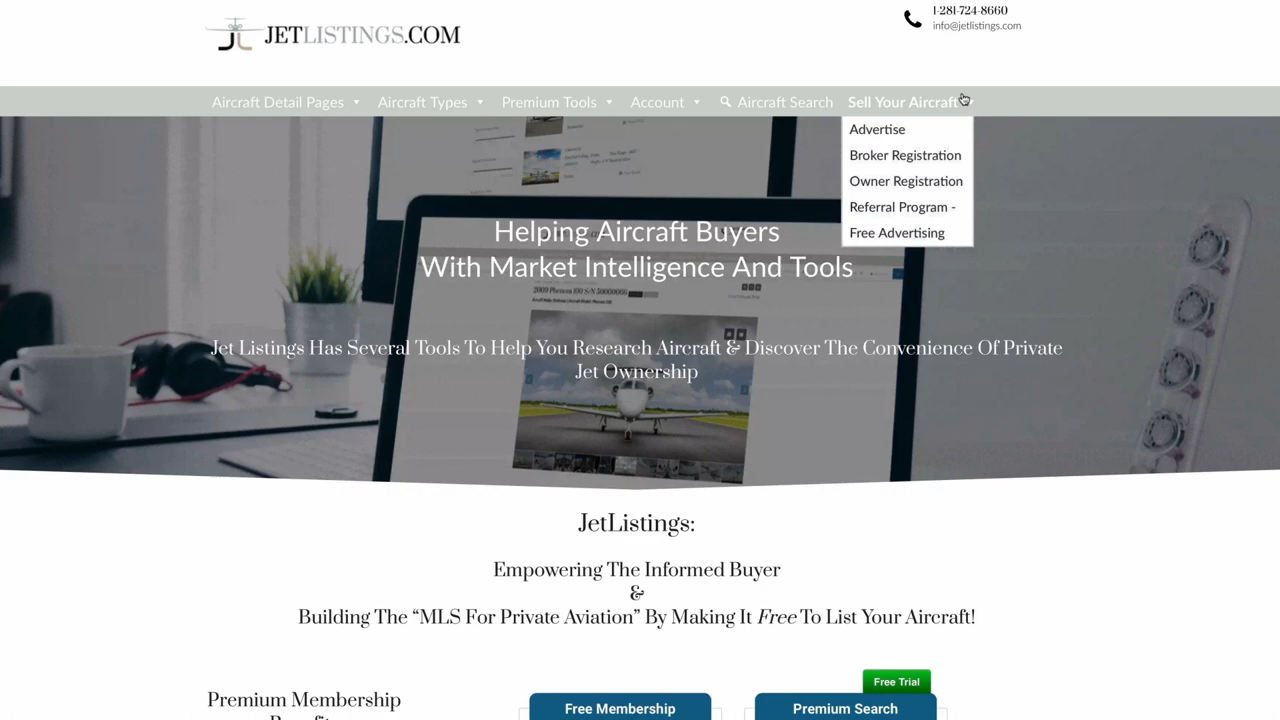 JETLISTINGS.COM
1-281-724-8660
info@jetlistings.com
Aircraft Detail Pages Aircraft Types Premium Tools Account Aircraft Search Sell Your Aircraft
Advertise
Broker Registration
Owner Registration
Referral Program -
Free Advertising
Helping Aircraft Buyers
With Market Intelligence And Tools
2009 Phenom 100 S/N 50000006
Jet Listings Has Several Tools To Help You Research Aircraft & Discover The Convenience Of Private
Jet Ownership
JetListings:
Empowering The Informed Buyer
&
Building The “MLS For Private Aviation” By Making It Free To List Your Aircraft!
Free Trial
Premium Membership
Free Membership
Premium Search